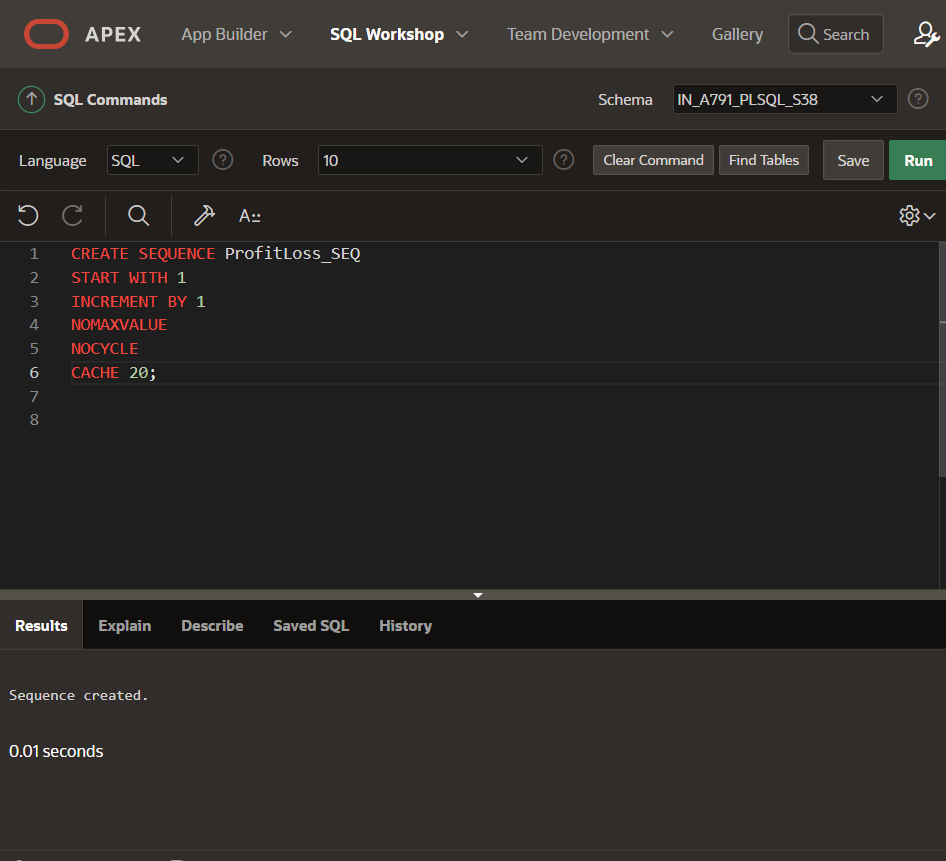 APEX App Builder SQL Workshop Team Development Gallery Search
SQL Commands Schema IN_A791_PLSQL_S38
Language SQL Rows 10 Clear Command Find Tables Save Run
A::
1 CREATE SEQUENCE ProfitLoss_SEQ
2 START WITH 1
3 INCREMENT BY 1
4 NOMAXVALUE
5 NOCYCLE
6 CACHE 20;
7
8
Results Explain Describe Saved SQL History
Sequence created.
0.01 seconds